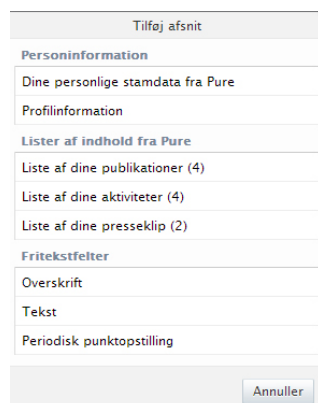 Tilføj afsnit
Personinformation
Dine personlige stamdata fra Pure
Profilinformation
Lister af indhold fra Pure
Liste af dine publikationer (4)
Liste af dine aktiviteter (4)
Liste af dine presseklip (2)
Fritekstfelter
Overskrift
Tekst
Periodisk punktopstilling
Annuller